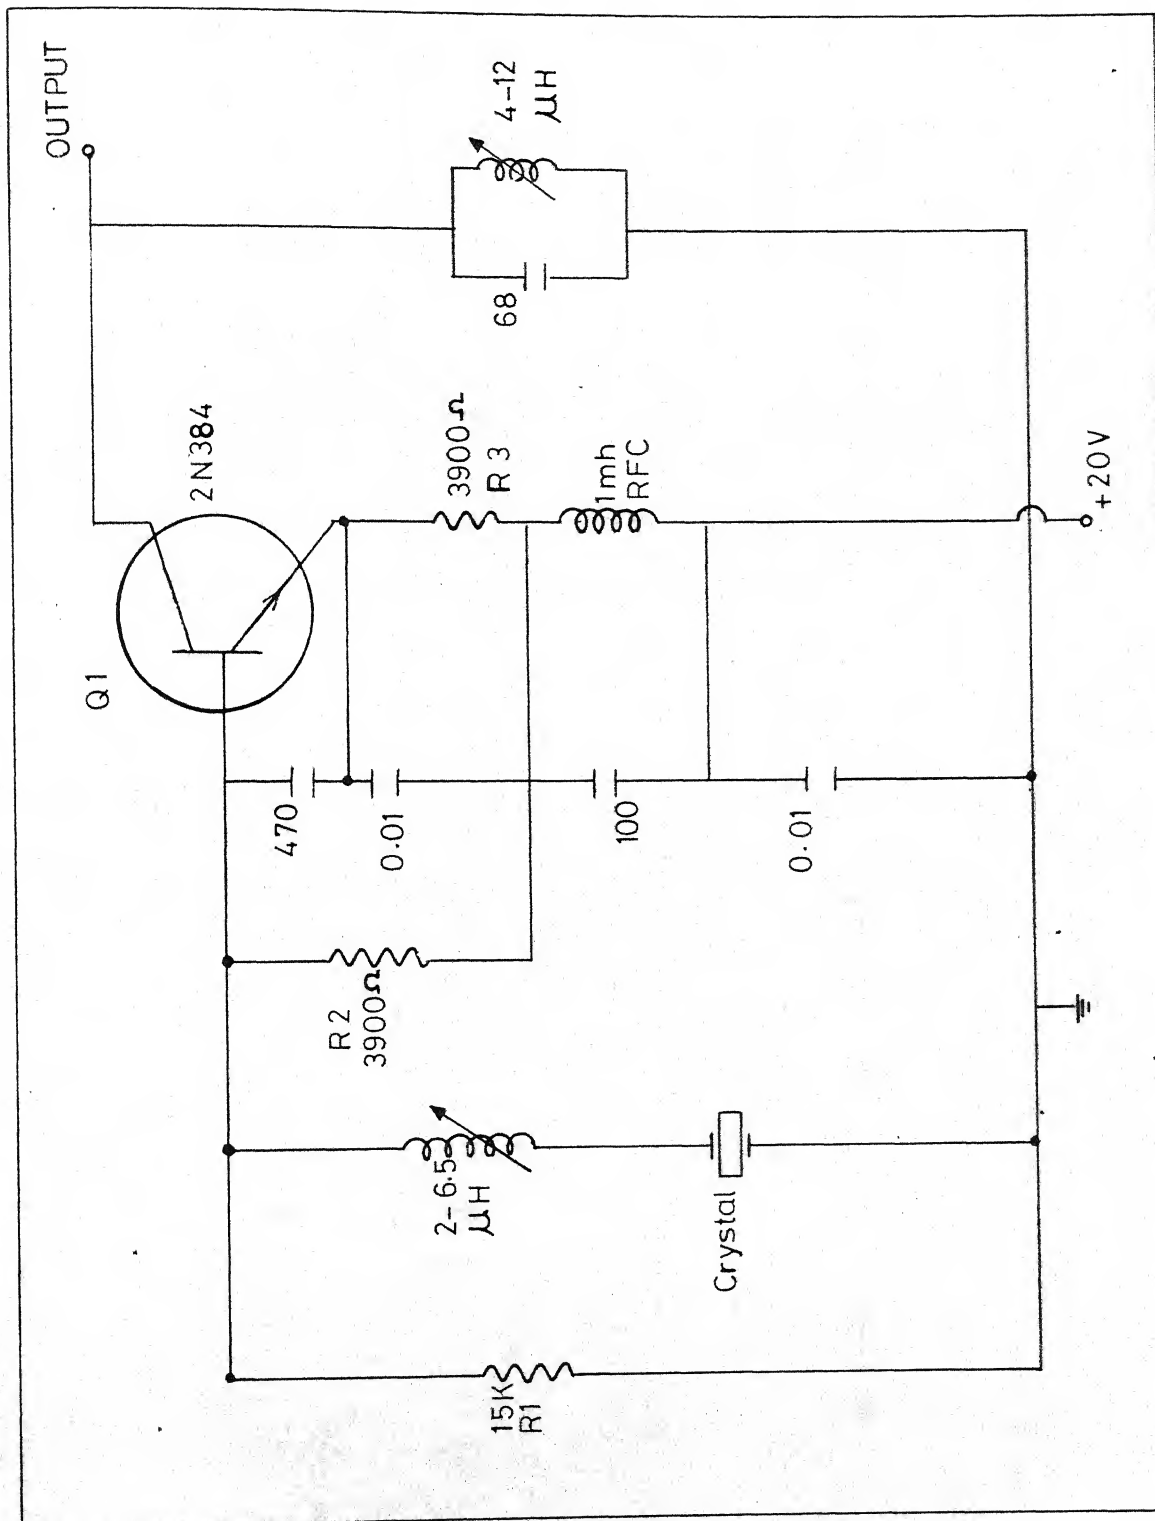 OUTPUT
4-12
μH
68
2N384
Q1
3900Ω
R3
1mh
RFC
+20V
470
0.01
100
0.01
R2
3900Ω
2-6.5
μH
Crystal
15K
R1